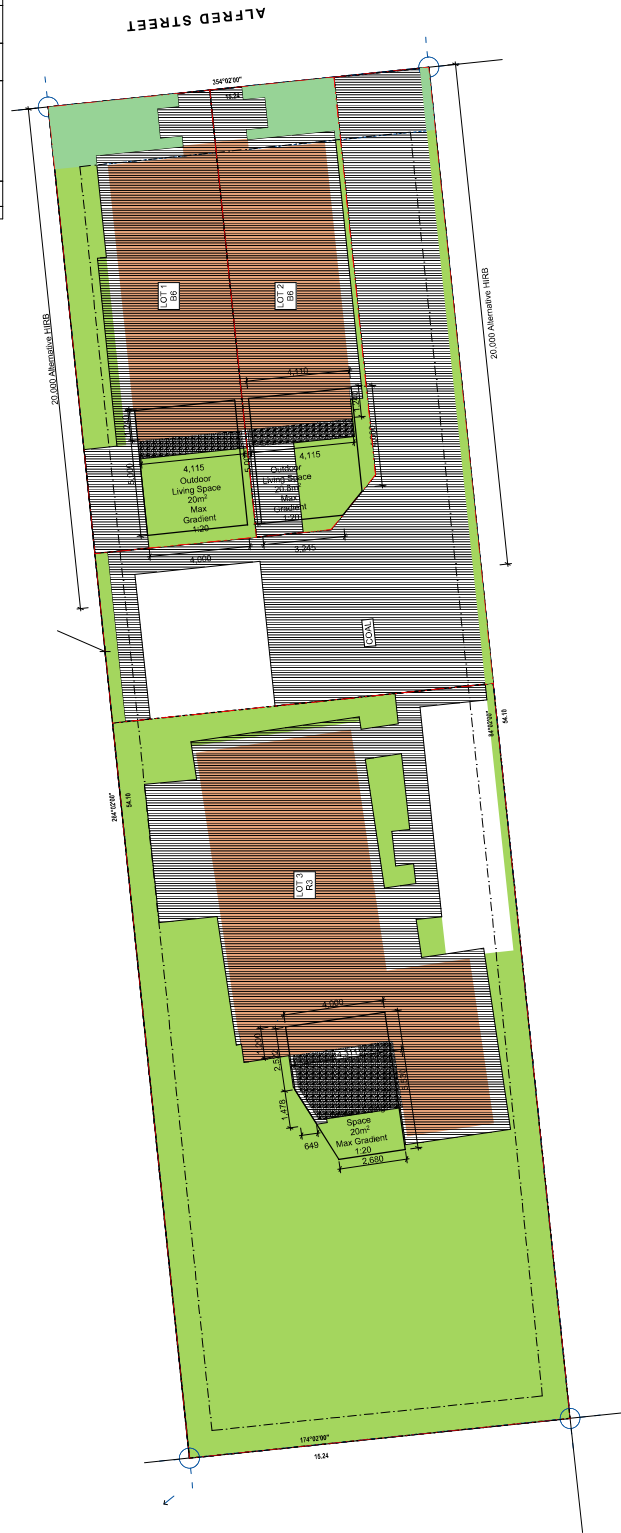 ALFRED STREET
354°02'00"
15.24
20,000 Alternative HIRB
20,000 Alternative HIRB
LOT 1
B6
LOT 2
B6
4,110
4,115
Outdoor
Living Space
20m²
Max
Gradient
1:20
5,000
4,115
Outdoor
Living Space
20.8m²
Max
Gradient
1:20
4,000
3,245
COAL
264°02'00"
54.10
84°02'00"
54.10
LOT 3
R3
4,000
1,478
649
Space
20m²
Max Gradient
1:20
2,680
174°02'00"
15.24